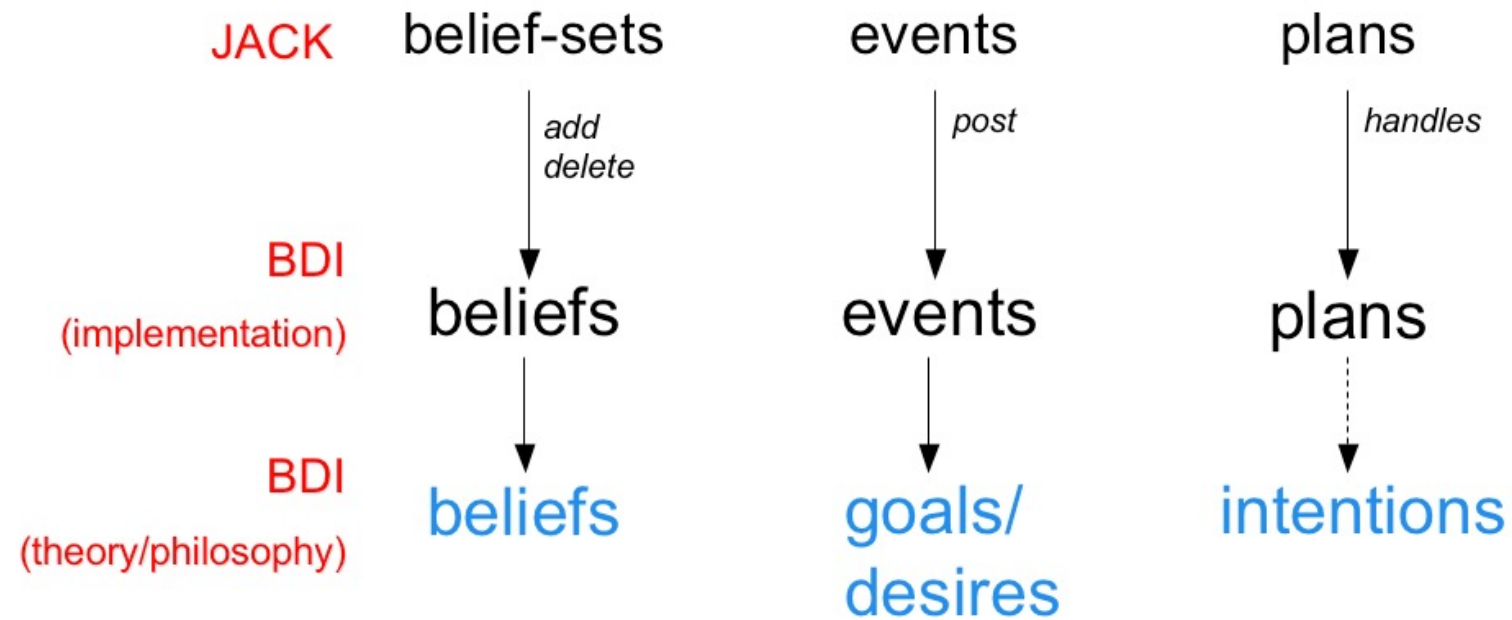 JACK belief-sets events plans
add post handles
delete
BDI
(implementation) beliefs events plans
BDI
(theory/philosophy) beliefs goals/ intentions
desires